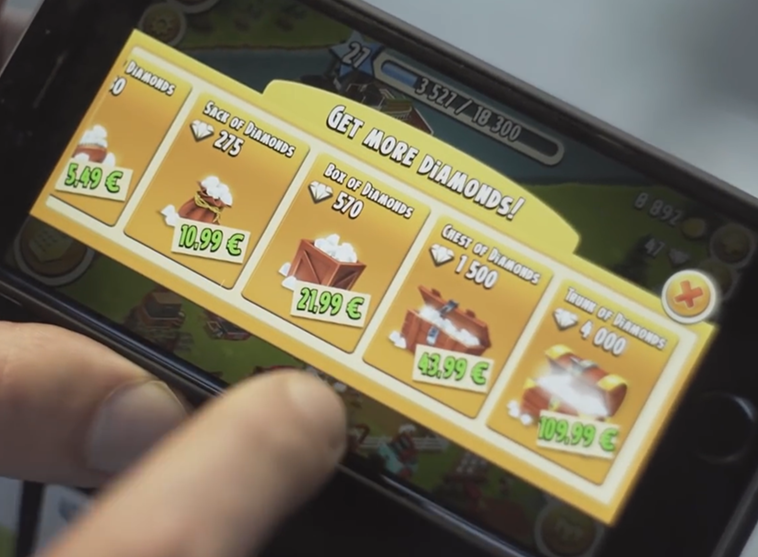 27
3,527 / 18 300
GET MORE DiAMONDS!
DIAMONDS
5.49 €
SACK OF DIAMONDS
275
10.99 €
BOX OF DIAMONDS
570
21.99 €
CHEST OF DIAMONDS
1 500
43.99 €
TRUNK OF DIAMONDS
4 000
109.99 €
8 892
47